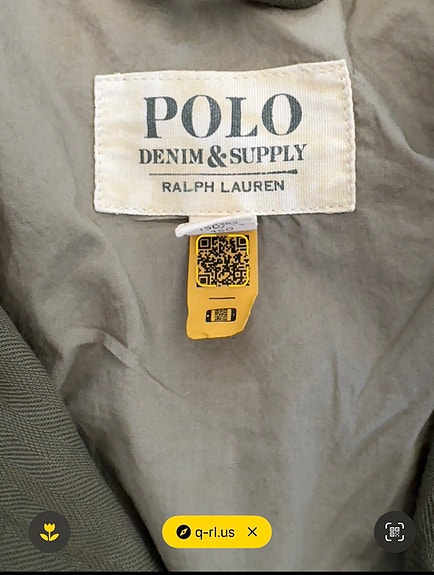 POLO
DENIM & SUPPLY
RALPH LAUREN
q-rl.us